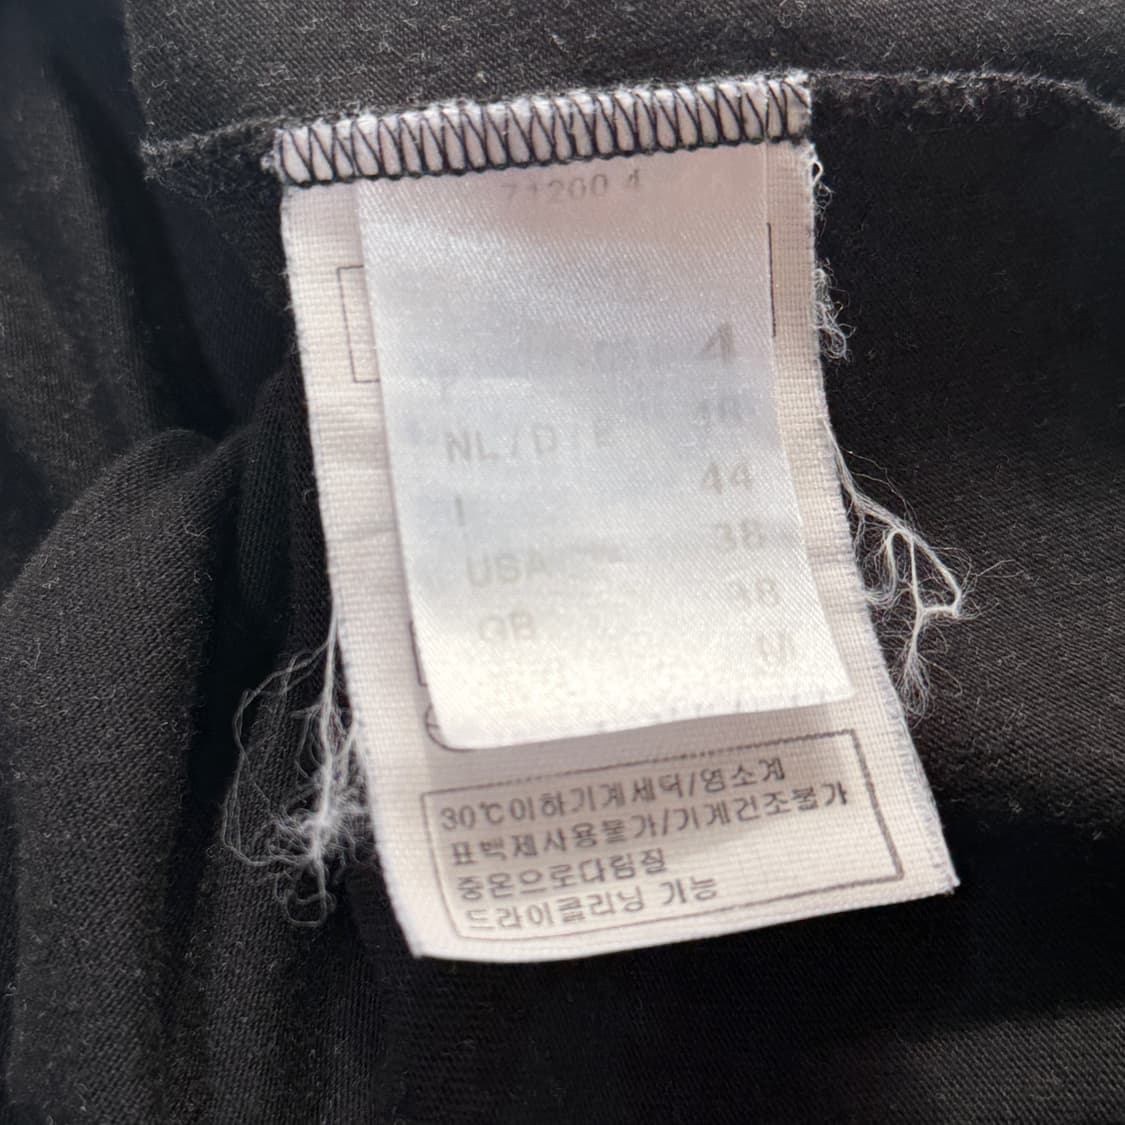 71200 4
4
NL / D / E
I 44
USA 38
GB 38
30℃이하기계세탁/염소계
표백제사용불가/기계건조불가
중온으로다림질
드라이클리닝 가능